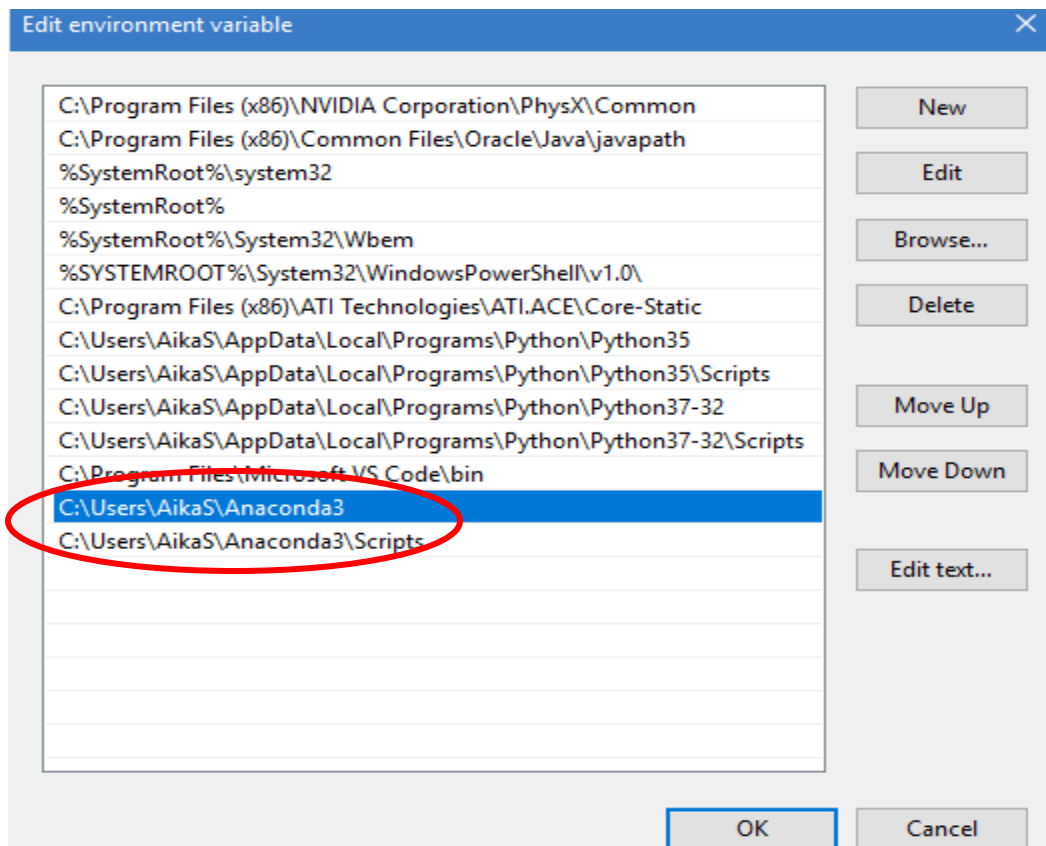 Edit environment variable
C:\Program Files (x86)\NVIDIA Corporation\PhysX\Common
New
C:\Program Files (x86)\Common Files\Oracle\Java\javapath
%SystemRoot%\system32
Edit
%SystemRoot%
%SystemRoot%\System32\Wbem
Browse...
%SYSTEMROOT%\System32\WindowsPowerShell\v1.0\
C:\Program Files (x86)\ATI Technologies\ATI.ACE\Core-Static
Delete
C:\Users\AikaS\AppData\Local\Programs\Python\Python35
C:\Users\AikaS\AppData\Local\Programs\Python\Python35\Scripts
C:\Users\AikaS\AppData\Local\Programs\Python\Python37-32
Move Up
C:\Users\AikaS\AppData\Local\Programs\Python\Python37-32\Scripts
C:\Program Files\Microsoft VS Code\bin
Move Down
C:\Users\AikaS\Anaconda3
C:\Users\AikaS\Anaconda3\Scripts
Edit text...
OK
Cancel